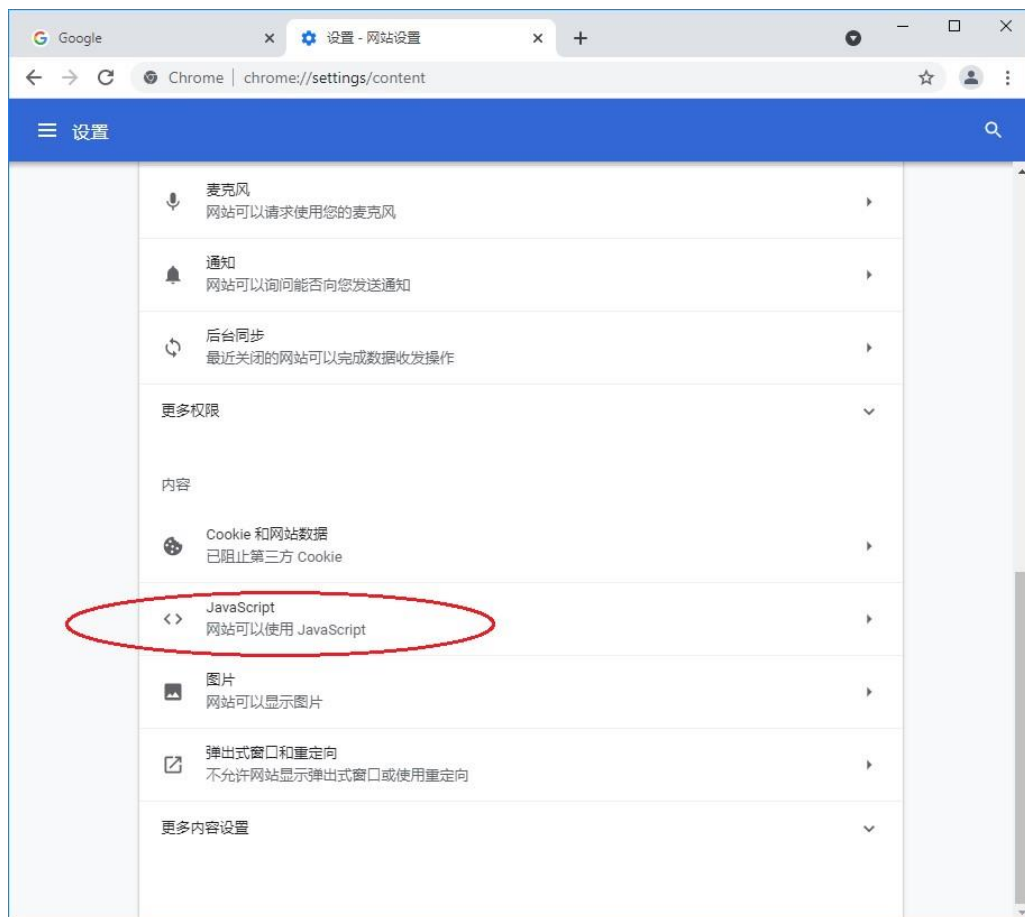 Google
设置 - 网站设置
Chrome | chrome://settings/content
设置
麦克风
网站可以请求使用您的麦克风
通知
网站可以询问能否向您发送通知
后台同步
最近关闭的网站可以完成数据收发操作
更多权限
内容
Cookie 和网站数据
已阻止第三方 Cookie
JavaScript
网站可以使用 JavaScript
图片
网站可以显示图片
弹出式窗口和重定向
不允许网站显示弹出式窗口或使用重定向
更多内容设置